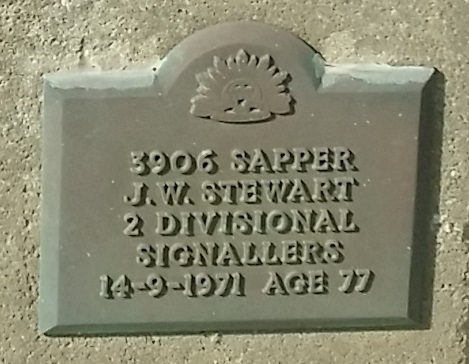 3906 SAPPER
J.W. STEWART
2 DIVISIONAL
SIGNALLERS
14-9-1971 AGE 77